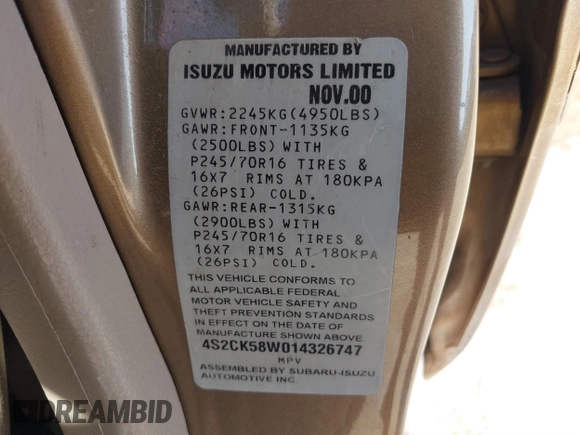 MANUFACTURED BY
ISUZU MOTORS LIMITED
NOV.00
GVWR:2245KG(4950LBS)
GAWR:FRONT-1135KG
(2500LBS) WITH
P245/70R16 TIRES &
16X7 RIMS AT 180KPA
(26PSI) COLD.
GAWR:REAR-1315KG
(2900LBS) WITH
P245/70R16 TIRES &
16X7 RIMS AT 180KPA
(26PSI) COLD.
THIS VEHICLE CONFORMS TO
ALL APPLICABLE FEDERAL
MOTOR VEHICLE SAFETY AND
THEFT PREVENTION STANDARDS
IN EFFECT ON THE DATE OF
MANUFACTURE SHOWN ABOVE
4S2CK58W014326747
MPV
ASSEMBLED BY SUBARU-ISUZU
AUTOMOTIVE INC.
DREAMBID